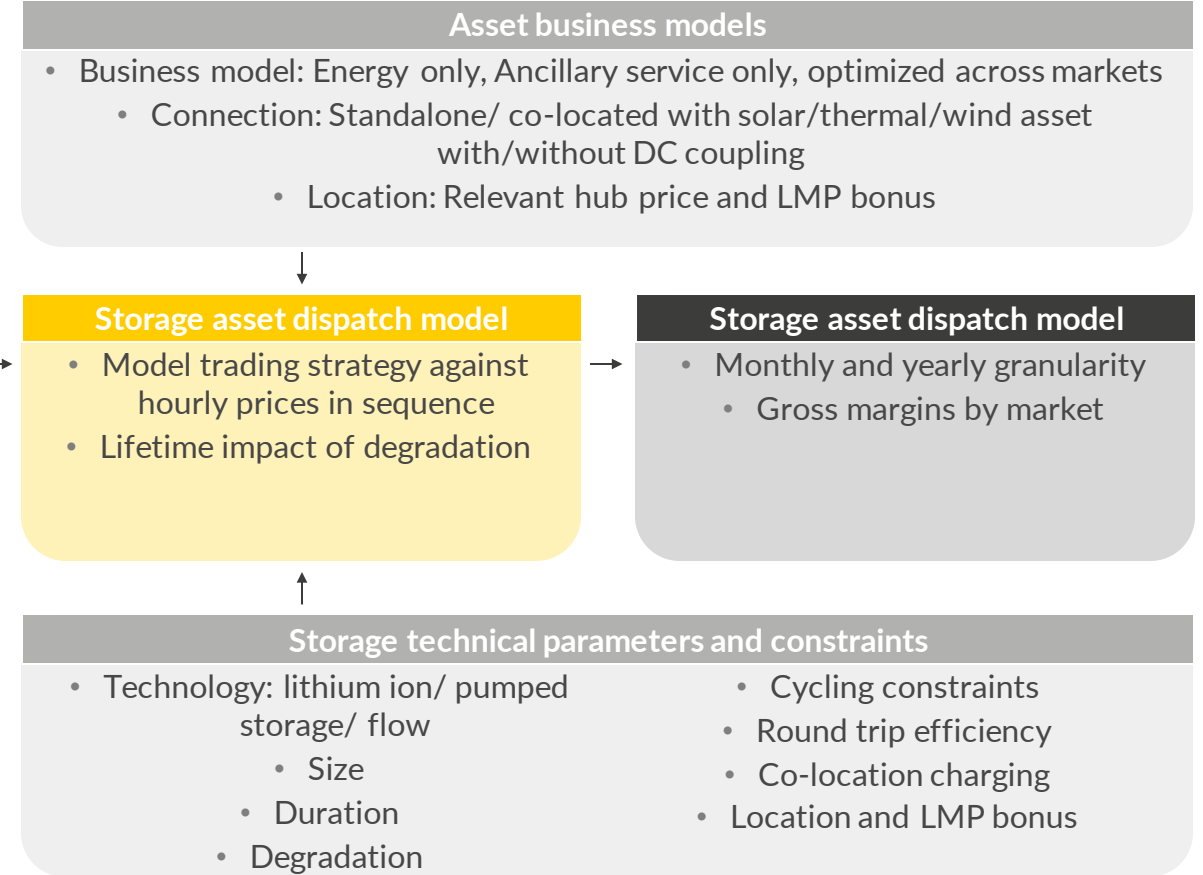 Asset business models
• Business model: Energy only, Ancillary service only, optimized across markets
• Connection: Standalone/ co-located with solar/thermal/wind asset
with/without DC coupling
• Location: Relevant hub price and LMP bonus
Storage asset dispatch model
• Model trading strategy against
hourly prices in sequence
• Lifetime impact of degradation
Storage asset dispatch model
• Monthly and yearly granularity
• Gross margins by market
Storage technical parameters and constraints
• Technology: lithium ion/ pumped
storage/ flow
• Size
• Duration
• Degradation
• Cycling constraints
• Round trip efficiency
• Co-location charging
• Location and LMP bonus